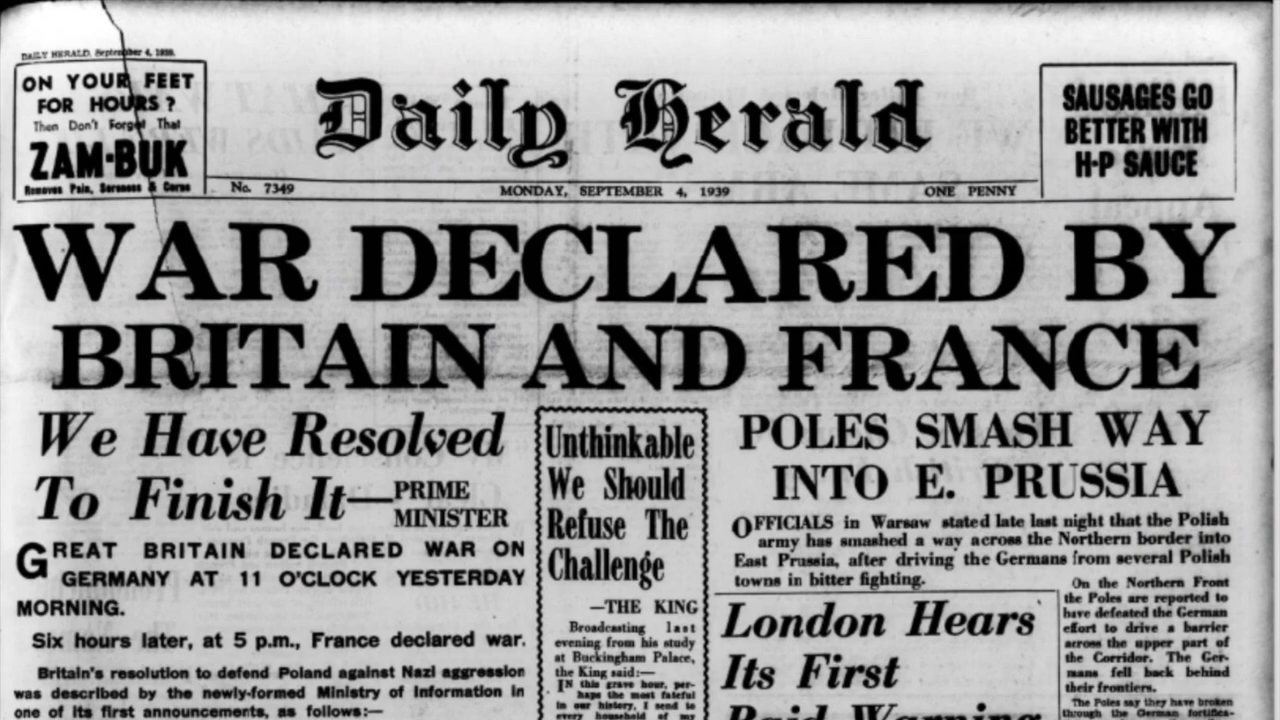 DAILY HERALD, September 4, 1939.
ON YOUR FEET
FOR HOURS?
Then Don't Forget That
ZAM-BUK
Removes Pain, Soreness & Corns
Daily Herald
SAUSAGES GO
BETTER WITH
H·P SAUCE
No. 7349
MONDAY, SEPTEMBER 4, 1939
ONE PENNY
WAR DECLARED BY
BRITAIN AND FRANCE
We Have Resolved
To Finish It—PRIME
MINISTER
GREAT BRITAIN DECLARED WAR ON
GERMANY AT 11 O'CLOCK YESTERDAY
MORNING.
Six hours later, at 5 p.m., France declared war.
Britain's resolution to defend Poland against Nazi aggression
was described by the newly-formed Ministry of Information in
one of its first announcements, as follows:—
Unthinkable
We Should
Refuse The
Challenge
—THE KING
Broadcasting last
evening from his study
at Buckingham Palace,
the King said:—
IN this grave hour, per-
haps the most fateful
in our history, I send to
every household of my
POLES SMASH WAY
INTO E. PRUSSIA
OFFICIALS in Warsaw stated late last night that the Polish
army has smashed a way across the Northern border into
East Prussia, after driving the Germans from several Polish
towns in bitter fighting.
London Hears
Its First
Raid Warning
On the Northern Front
the Poles are reported to
have defeated the German
effort to drive a barrier
across the upper part of
the Corridor. The Ger-
mans fell back behind
their frontiers.
The Poles say they have broken
through the German fortifica-